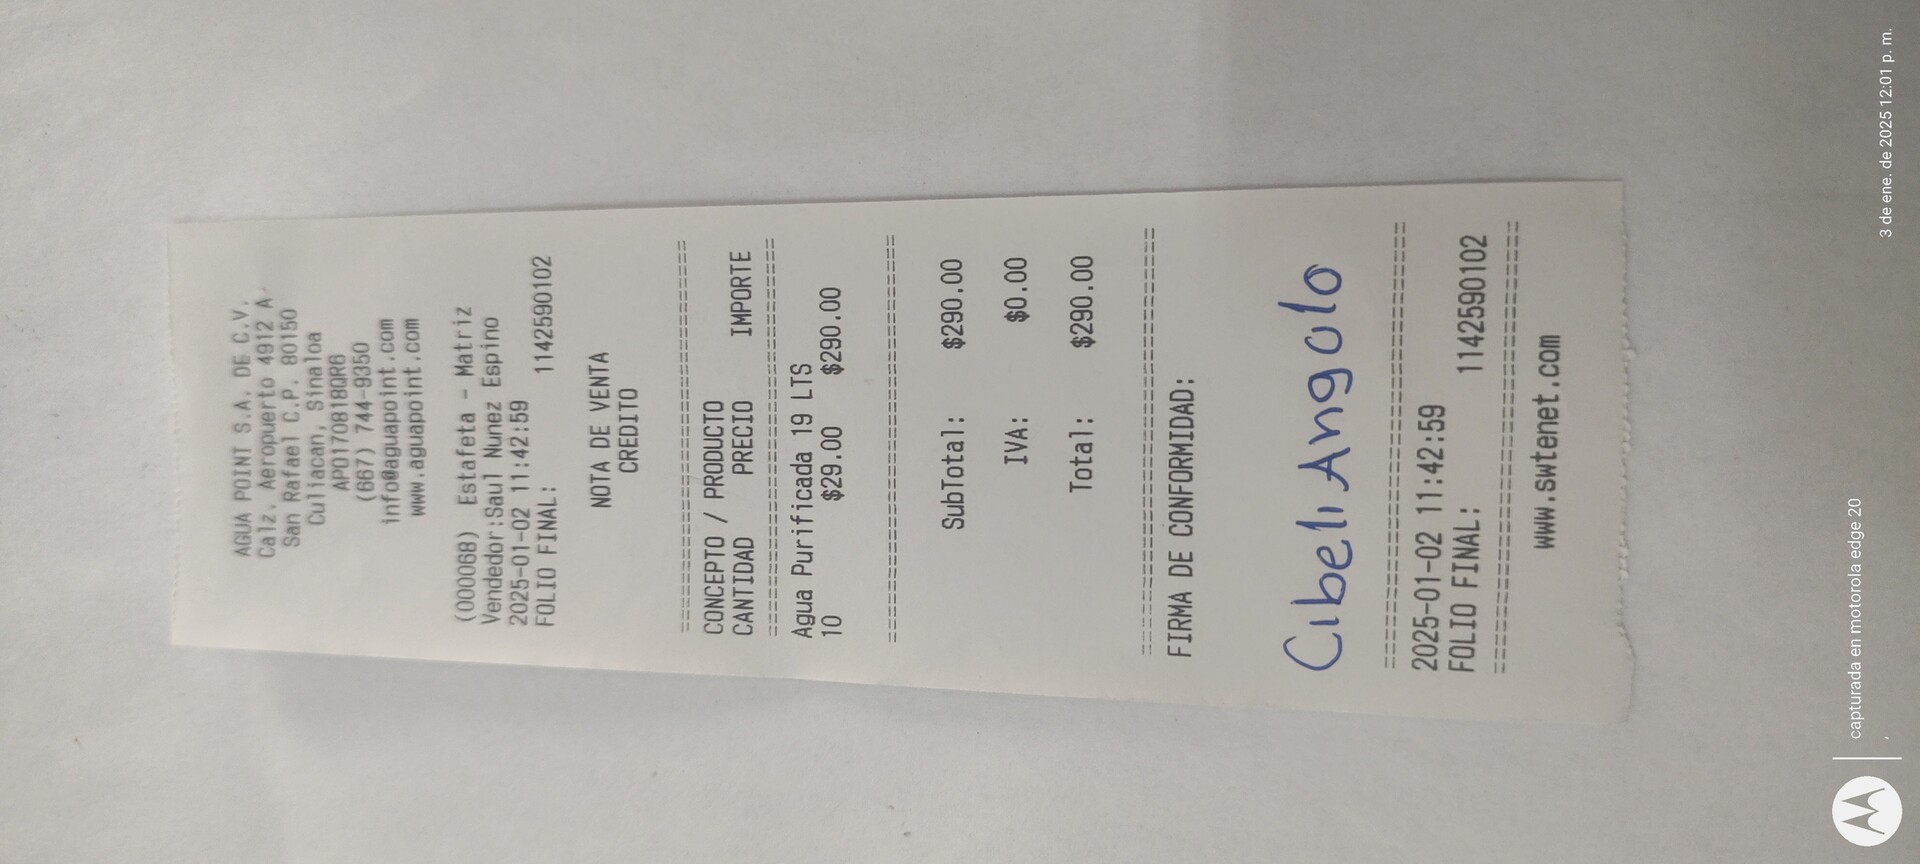 AGUA POINT S.A. DE C.V.
Calz. Aeropuerto 4912 A
San Rafael C.P. 80150
Culiacan, Sinaloa
APO170818QR6
(667) 744-9350
info@aguapoint.com
www.aguapoint.com
(000068) Estafeta - Matriz
Vendedor:Saul Nunez Espino
2025-01-02 11:42:59
FOLIO FINAL: 1142590102
NOTA DE VENTA
CREDITO
==============================
CONCEPTO / PRODUCTO
CANTIDAD PRECIO IMPORTE
==============================
Agua Purificada 19 LTS
10 $29.00 $290.00
==============================
SubTotal: $290.00
IVA: $0.00
Total: $290.00
==============================
FIRMA DE CONFORMIDAD:
Cibeli Angulo
==============================
2025-01-02 11:42:59
FOLIO FINAL: 1142590102
==============================
www.swtenet.com
capturada en motorola edge 20
3 de ene.. de 2025 12:01 p. m.